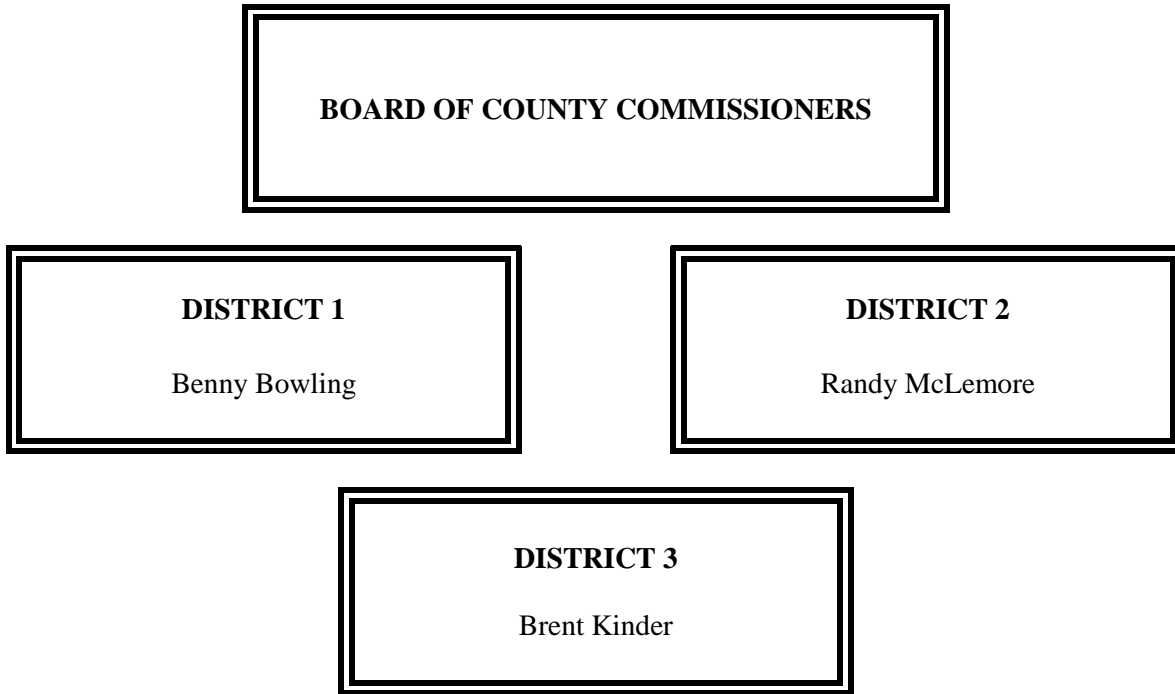 BOARD OF COUNTY COMMISSIONERS
DISTRICT 1
Benny Bowling
DISTRICT 2
Randy McLemore
DISTRICT 3
Brent Kinder